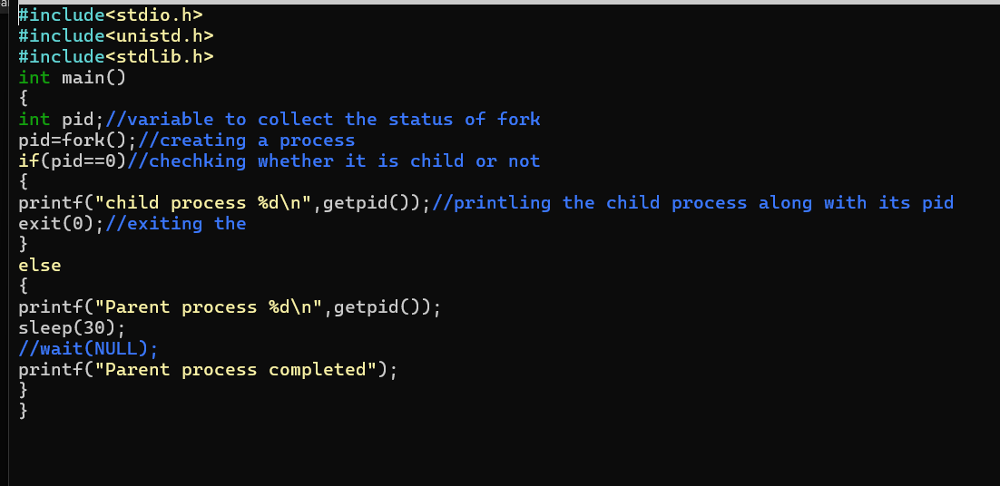 #include<stdio.h>
#include<unistd.h>
#include<stdlib.h>
int main()
{
int pid;//variable to collect the status of fork
pid=fork();//creating a process
if(pid==0)//chechking whether it is child or not
{
printf("child process %d\n",getpid());//printling the child process along with its pid
exit(0);//exiting the
}
else
{
printf("Parent process %d\n",getpid());
sleep(30);
//wait(NULL);
printf("Parent process completed");
}
}